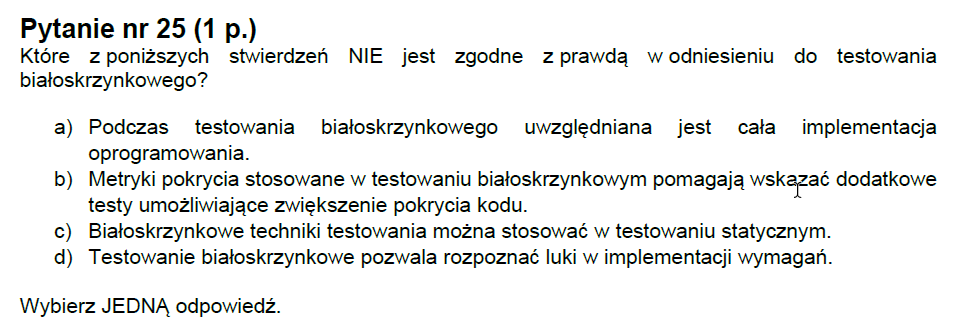 Pytanie nr 25 (1 p.)
Które z poniższych stwierdzeń NIE jest zgodne z prawdą w odniesieniu do testowania
białoskrzynkowego?
a) Podczas testowania białoskrzynkowego uwzględniana jest cała implementacja
oprogramowania.
b) Metryki pokrycia stosowane w testowaniu białoskrzynkowym pomagają wskazać dodatkowe
testy umożliwiające zwiększenie pokrycia kodu.
c) Białoskrzynkowe techniki testowania można stosować w testowaniu statycznym.
d) Testowanie białoskrzynkowe pozwala rozpoznać luki w implementacji wymagań.
Wybierz JEDNĄ odpowiedź.